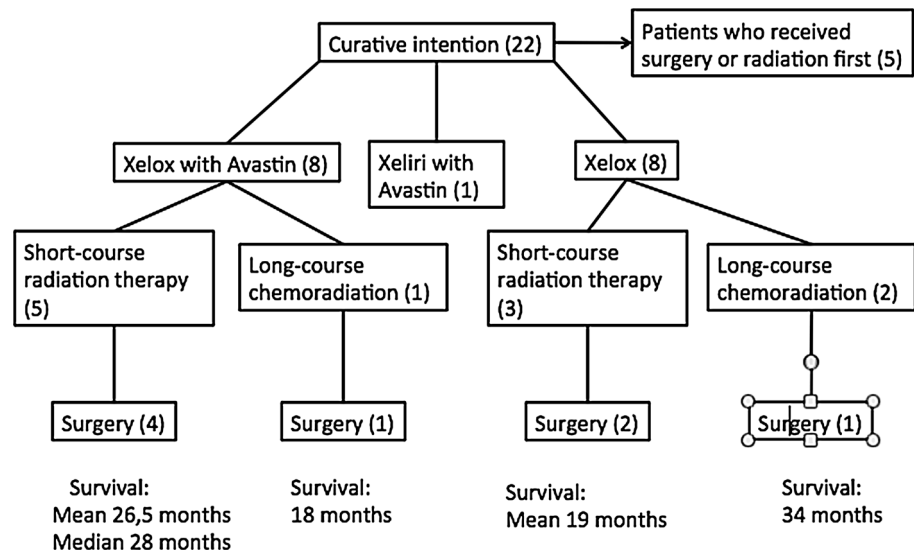 Curative intention (22)
Patients who received
surgery or radiation first (5)
Xelox with Avastin (8)
Xeliri with
Avastin (1)
Xelox (8)
Short-course
radiation therapy
(5)
Long-course
chemoradiation (1)
Short-course
radiation therapy
(3)
Long-course
chemoradiation (2)
Surgery (4)
Surgery (1)
Surgery (2)
Surgery (1)
Survival:
Mean 26,5 months
Median 28 months
Survival:
18 months
Survival:
Mean 19 months
Survival:
34 months